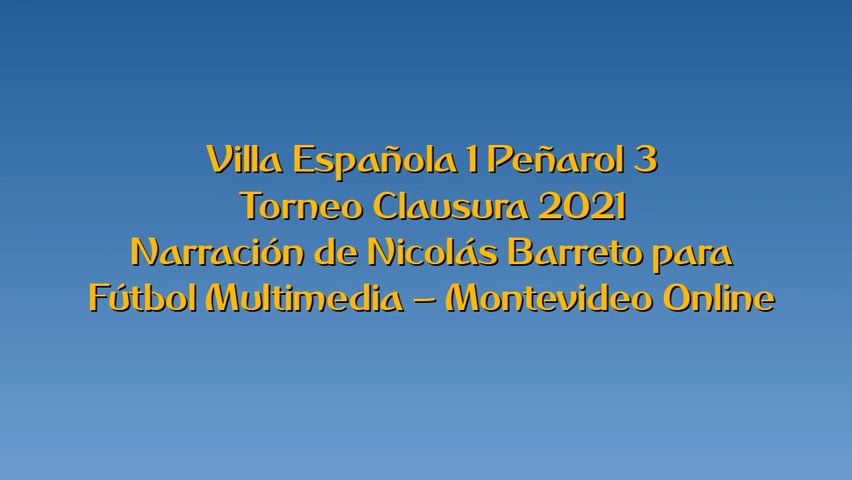 Villa Española 1 Peñarol 3
Torneo Clausura 2021
Narración de Nicolás Barreto para
Fútbol Multimedia – Montevideo Online